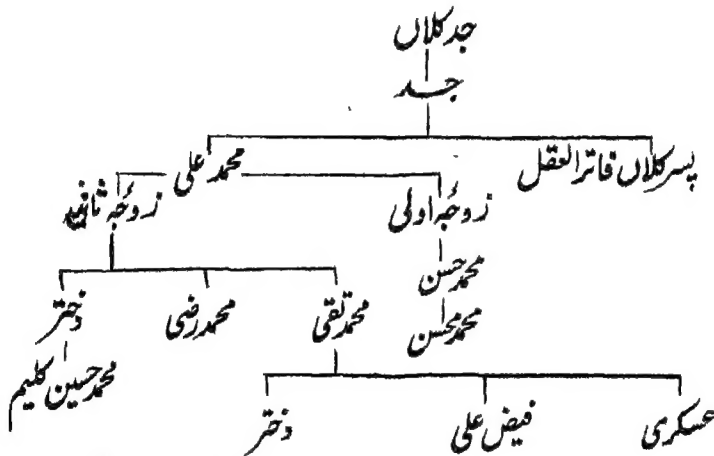 جد کلاں
جد
پسر کلاں فاتر العقل محمد علی
زوجۂ اولیٰ زوجۂ ثانیہ
محمد حسن
محمد تقی محمد رضی دختر
محمد محسن
محمد حسین کلیم
عسکری فیض علی دختر